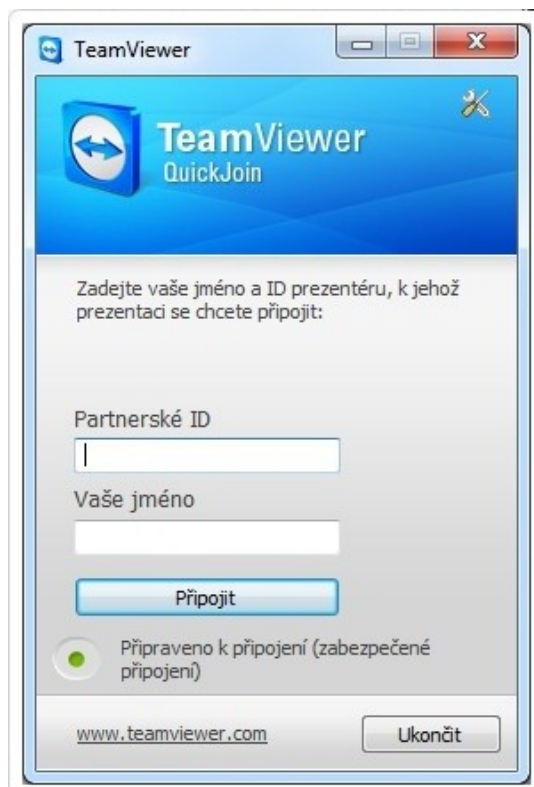 TeamViewer
TeamViewer
QuickJoin
Zadejte vaše jméno a ID prezentéru, k jehož
prezentaci se chcete připojit:
Partnerské ID
Vaše jméno
Připojit
Připraveno k připojení (zabezpečené
připojení)
www.teamviewer.com
Ukončit